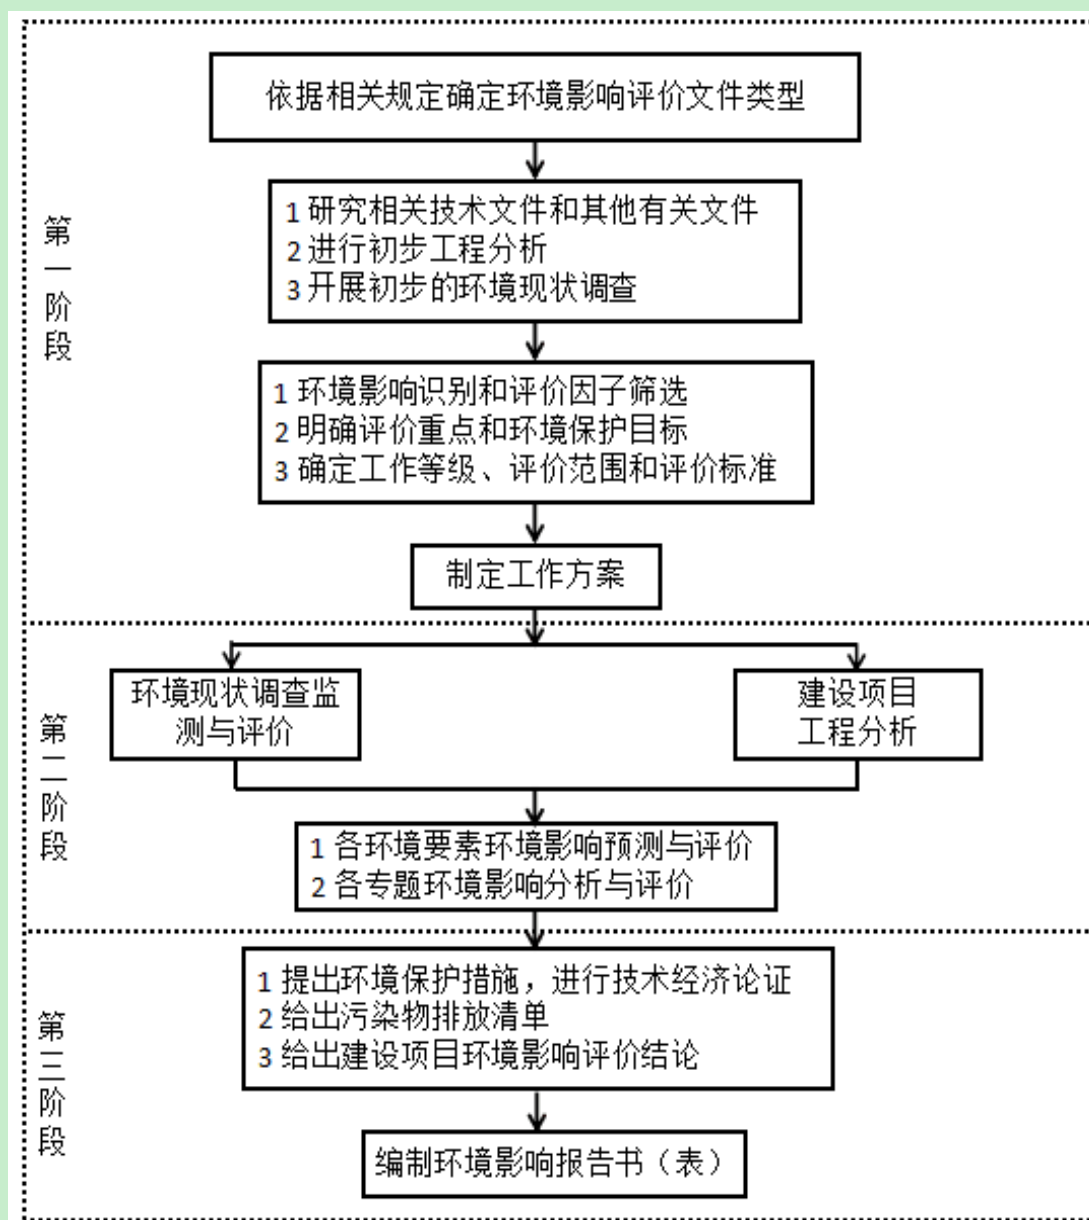 第一阶段
依据相关规定确定环境影响评价文件类型
1 研究相关技术文件和其他有关文件
2 进行初步工程分析
3 开展初步的环境现状调查
1 环境影响识别和评价因子筛选
2 明确评价重点和环境保护目标
3 确定工作等级、评价范围和评价标准
制定工作方案
第二阶段
环境现状调查监
测与评价
建设项目
工程分析
1 各环境要素环境影响预测与评价
2 各专题环境影响分析与评价
第三阶段
1 提出环境保护措施，进行技术经济论证
2 给出污染物排放清单
3 给出建设项目环境影响评价结论
编制环境影响报告书（表）